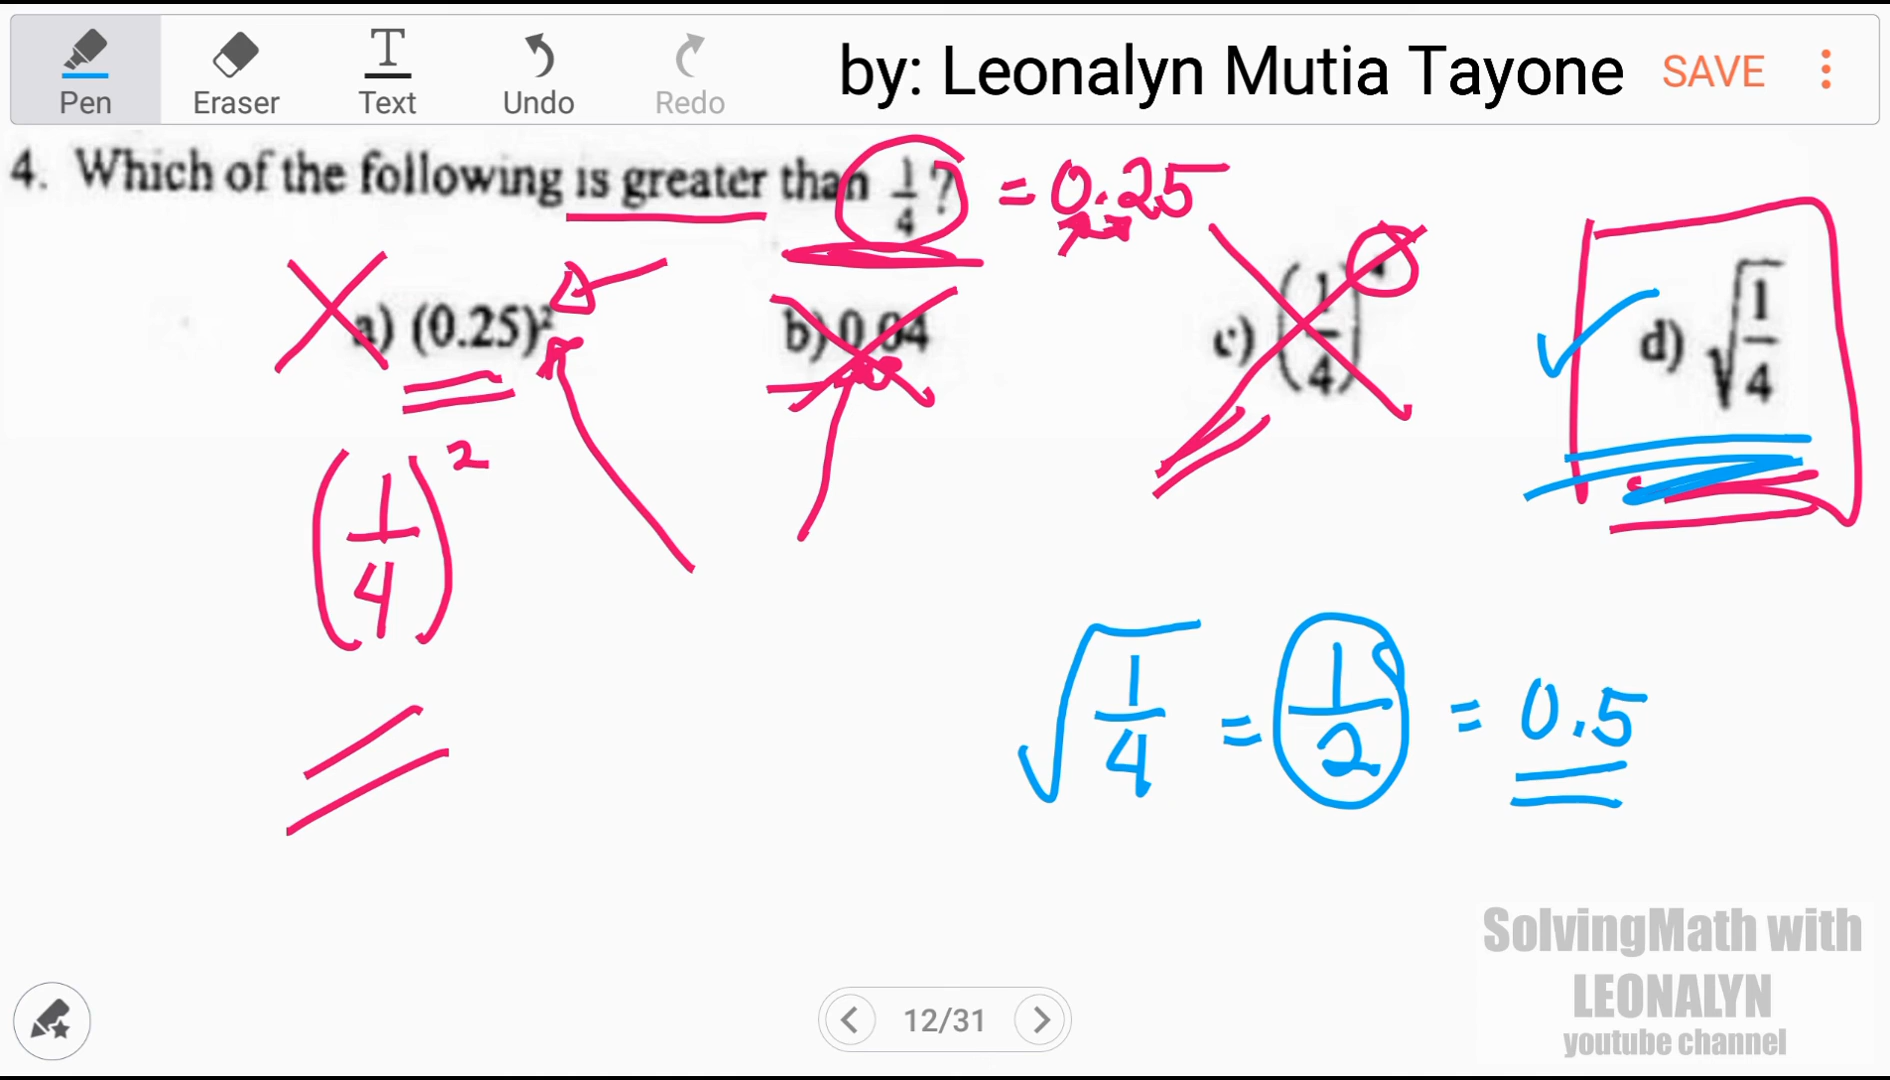 Pen Eraser Text Undo Redo by: Leonalyn Mutia Tayone SAVE
4. Which of the following is greater than 1/4? = 0.25
a) (0.25)² b) 0.04 c) (1/4) d) √1/4
(1/4)²
√1/4 = 1/2 = 0.5
SolvingMath with
LEONALYN
youtube channel
12/31